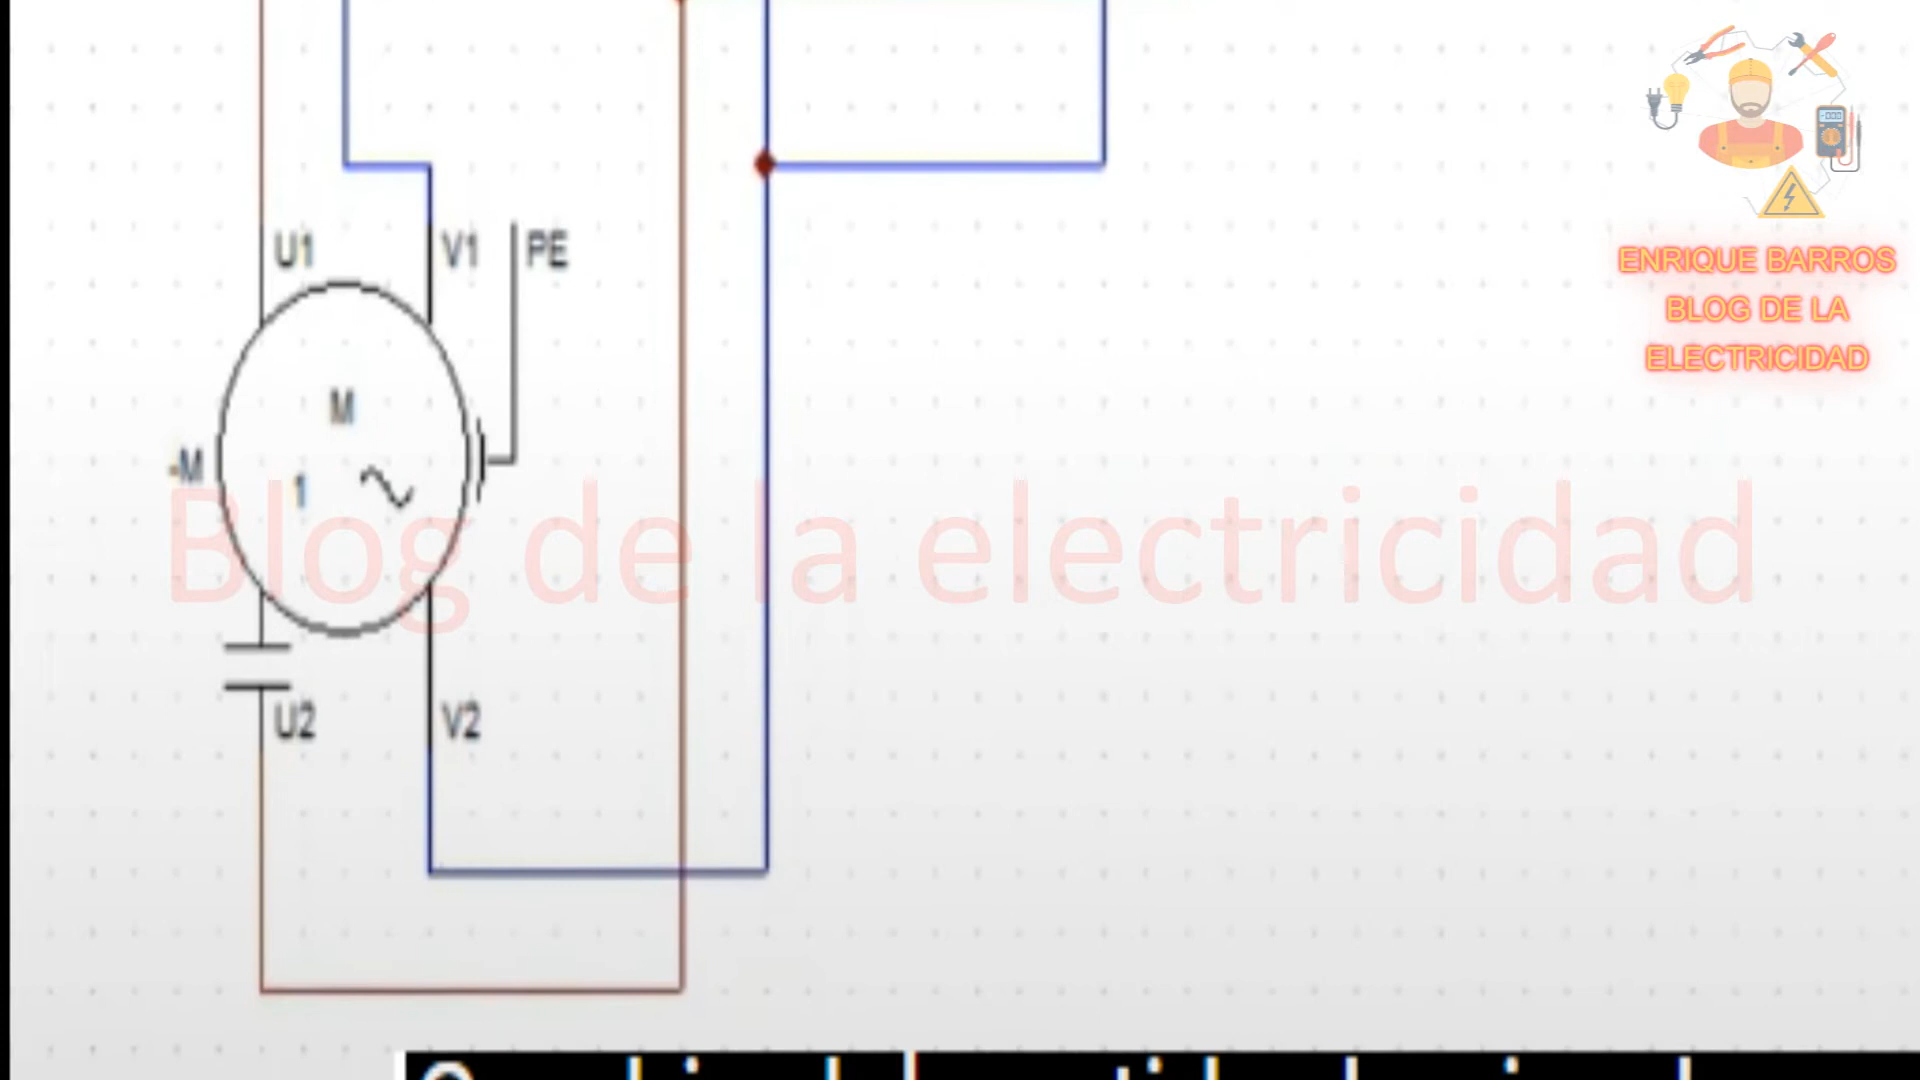 U1
V1
PE
M
-M
1
U2
V2
Blog de la electricidad
ENRIQUE BARROS
BLOG DE LA
ELECTRICIDAD